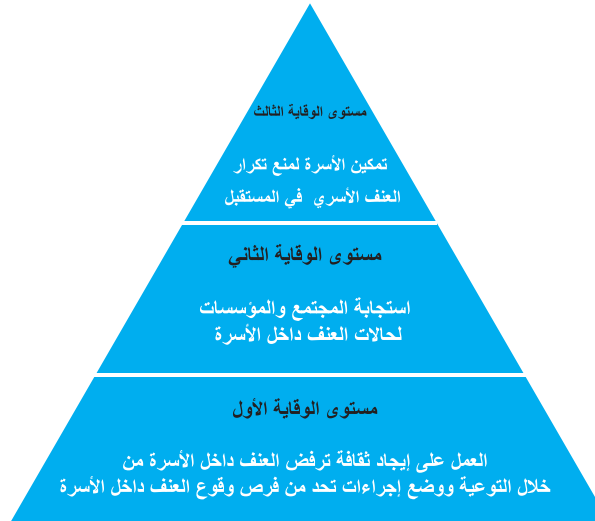 مستوى الوقاية الثالث
تمكين الأسرة لمنع تكرار
العنف الأسري في المستقبل
مستوى الوقاية الثاني
استجابة المجتمع والمؤسسات
لحالات العنف داخل الأسرة
مستوى الوقاية الأول
العمل على إيجاد ثقافة ترفض العنف داخل الأسرة من
خلال التوعية ووضع إجراءات تحد من فرص وقوع العنف داخل الأسرة